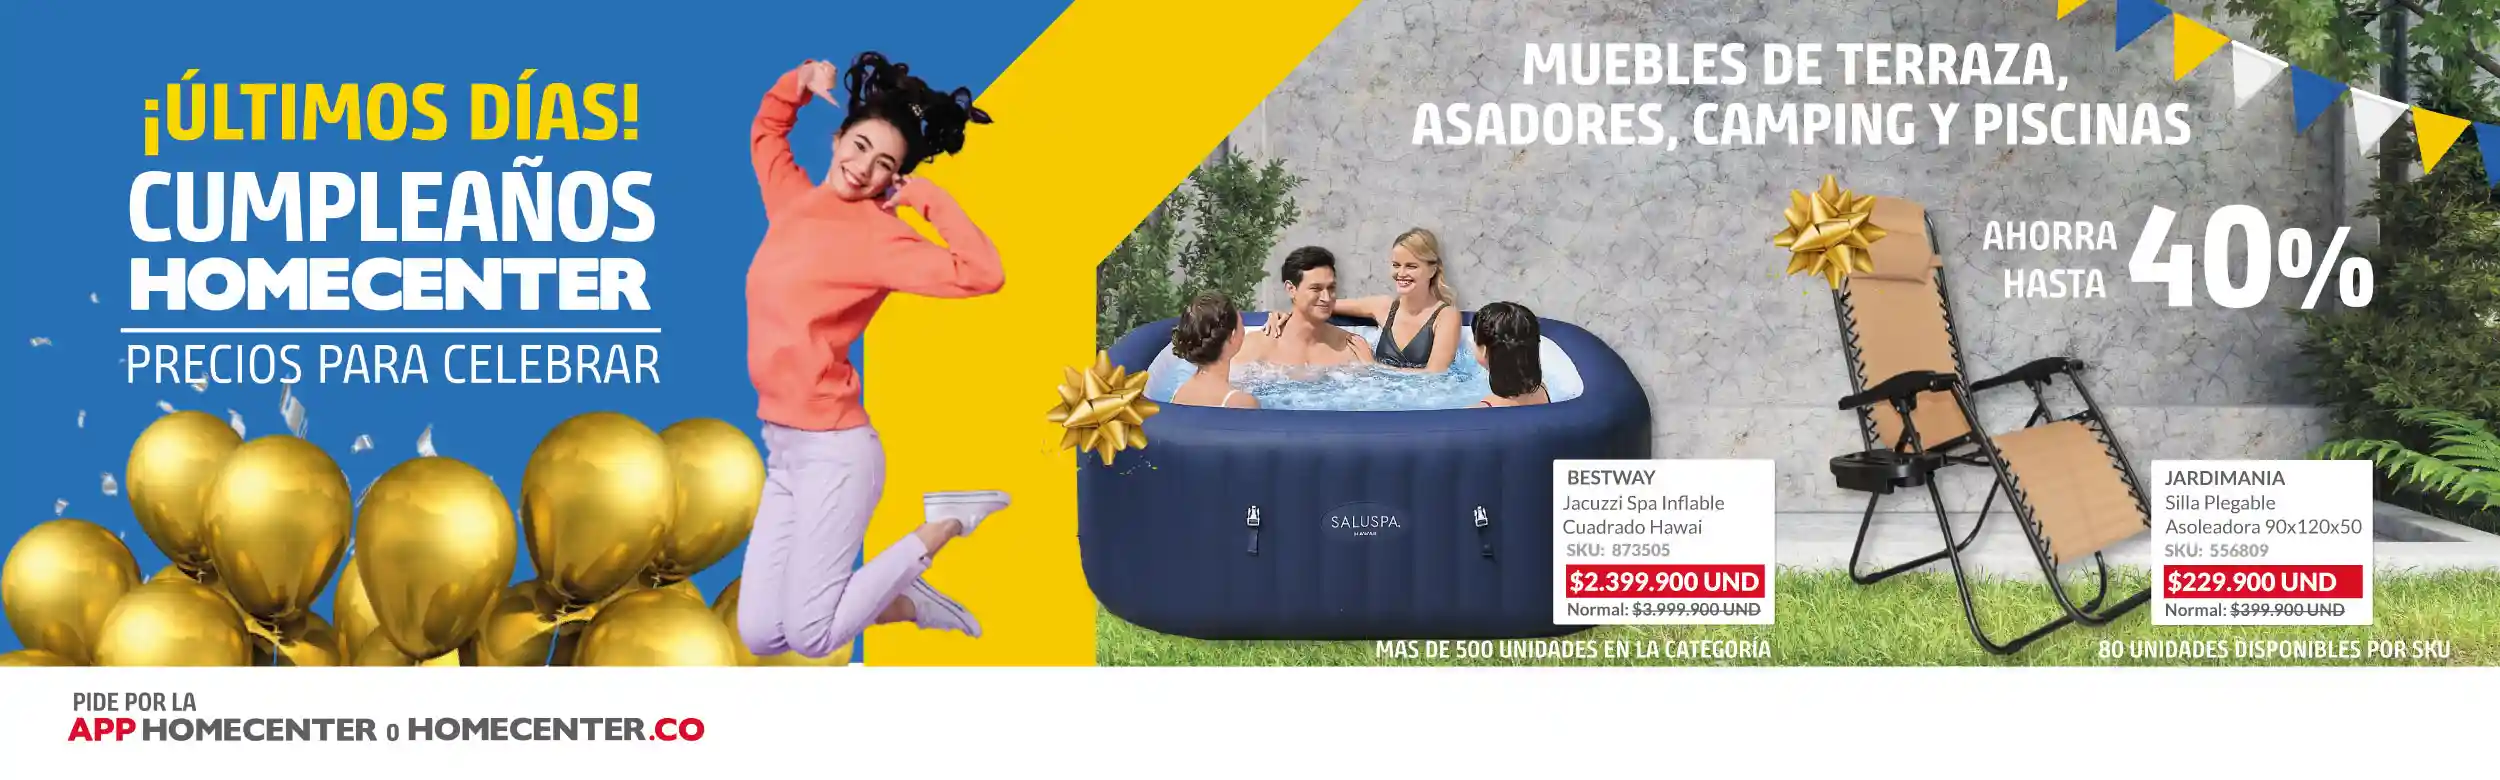 ¡ÚLTIMOS DÍAS!
CUMPLEAÑOS
HOMECENTER
PRECIOS PARA CELEBRAR
MUEBLES DE TERRAZA,
ASADORES, CAMPING Y PISCINAS
AHORRA
HASTA
40%
SALUSPA.
BESTWAY
Jacuzzi Spa Inflable
Cuadrado Hawai
SKU: 873505
$2.399.900 UND
Normal: $3.999.900 UND
MAS DE 500 UNIDADES EN LA CATEGORÍA
JARDIMANIA
Silla Plegable
Asoleadora 90x120x50
SKU: 556809
$229.900 UND
Normal: $399.900 UND
80 UNIDADES DISPONIBLES POR SKU
PIDE POR LA
APP HOMECENTER O HOMECENTER.CO